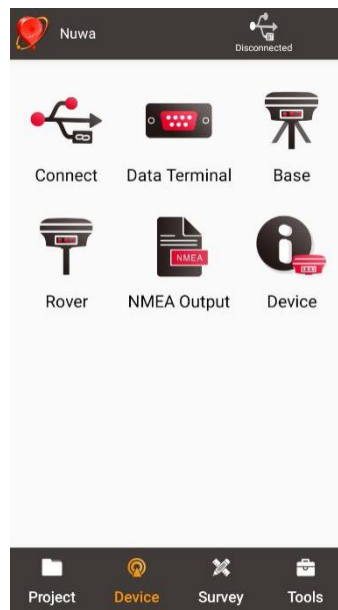 Nuwa
Disconnected
Connect Data Terminal Base
NMEA
Rover NMEA Output Device
Project Device Survey Tools